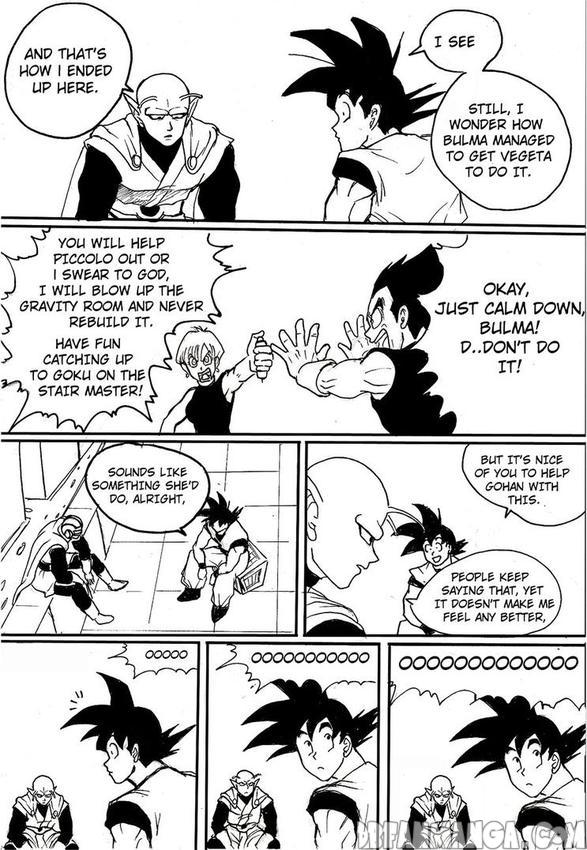 AND THAT'S
HOW I ENDED
UP HERE.
I SEE
STILL, I
WONDER HOW
BULMA MANAGED
TO GET VEGETA
TO DO IT.
YOU WILL HELP
PICCOLO OUT OR
I SWEAR TO GOD,
I WILL BLOW UP THE
GRAVITY ROOM AND NEVER
REBUILD IT.
HAVE FUN
CATCHING UP
TO GOKU ON THE
STAIR MASTER!
OKAY,
JUST CALM DOWN,
BULMA!
D..DON'T DO
IT!
SOUNDS LIKE
SOMETHING SHE'D
DO, ALRIGHT,
BUT IT'S NICE
OF YOU TO HELP
GOHAN WITH
THIS.
PEOPLE KEEP
SAYING THAT, YET
IT DOESN'T MAKE ME
FEEL ANY BETTER,
OOOOO
OOOOOOOOOOO
OOOOOOOOOOOOO